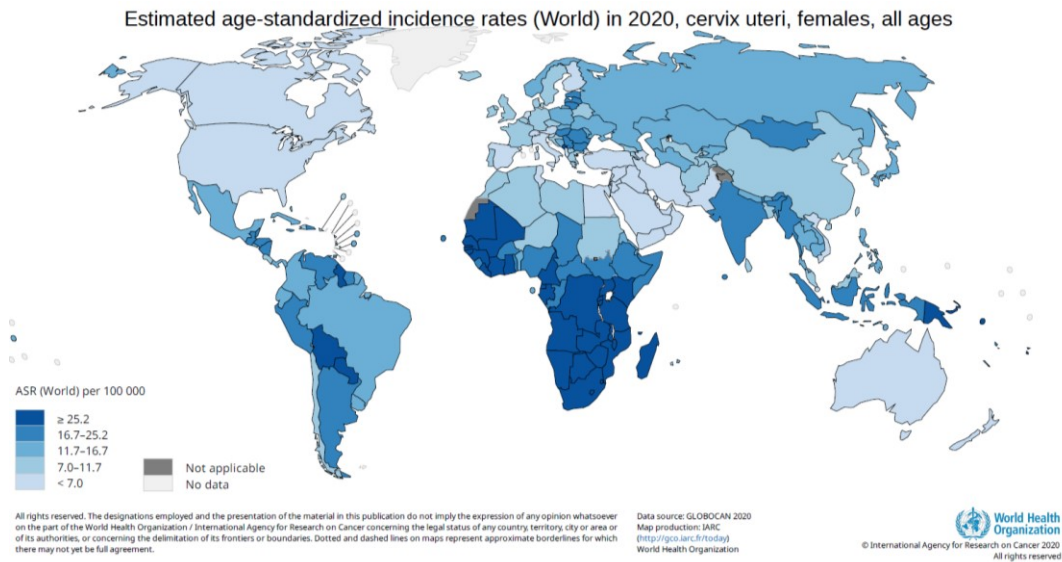 Estimated age-standardized incidence rates (World) in 2020, cervix uteri, females, all ages
ASR (World) per 100 000
≥ 25.2
16.7–25.2
11.7–16.7
7.0–11.7
< 7.0
Not applicable
No data
All rights reserved. The designations employed and the presentation of the material in this publication do not imply the expression of any opinion whatsoever
on the part of the World Health Organization / International Agency for Research on Cancer concerning the legal status of any country, territory, city or area or
of its authorities, or concerning the delimitation of its frontiers or boundaries. Dotted and dashed lines on maps represent approximate borderlines for which
there may not yet be full agreement.
Data source: GLOBOCAN 2020
Map production: IARC
(http://gco.iarc.fr/today)
World Health Organization
World Health
Organization
© International Agency for Research on Cancer 2020
All rights reserved